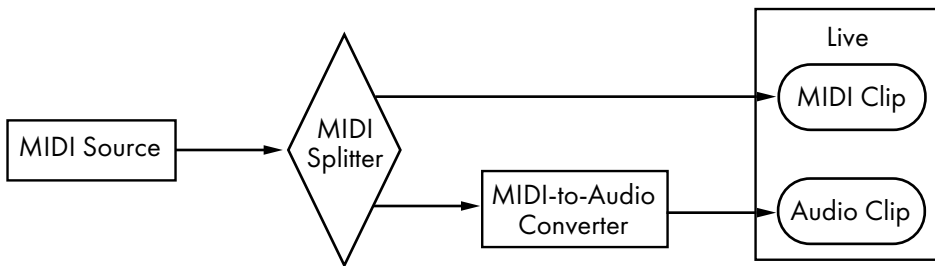 MIDI Source
MIDI
Splitter
MIDI-to-Audio
Converter
Live
MIDI Clip
Audio Clip